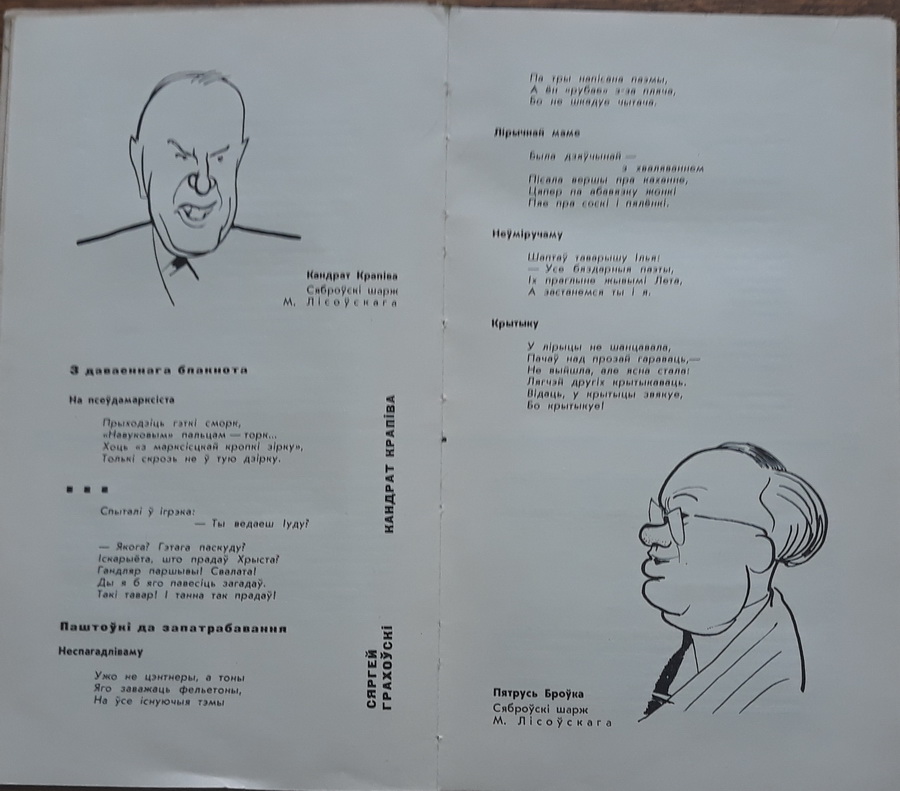 Кандрат Крапіва
Сяброўскі шарж
М. Лісоўскага
З даваеннага блакнота
На псеўдамарксіста
Прыходзіць гэткі сморк,
«Навуковым» пальцам — торк...
Хоць «з марксісцкай кропкі зірку»,
Толькі скрозь не ў тую дзірку.
Спыталі ў ігрэка:
— Ты ведаеш Іуду?
— Якога? Гэтага паскуду?
Іскарыёта, што прадаў Хрыста?
Гандляр паршывы! Свалата!
Ды я б яго павесіць загадаў.
Такі тавар! І танна так прадаў!
КАНДРАТ КРАПІВА
Паштоўкі да запатрабавання
Неспагадліваму
Ужо не цэнтнеры, а тоны
Яго заважаць фельетоны,
На ўсе існуючыя тэмы
СЯРГЕЙ
ГРАХОЎСКІ
Па тры напісана паэмы,
А ён «рубае» з-за пляча,
Бо не шкадуе чытача.
Лірычнай маме
Была дзяўчынай —
з хваляваннем
Пісала вершы пра каханне,
Цяпер па абавязку жонкі
Пяе пра соскі і пялёнкі.
Неўміручаму
Шаптаў таварышу Ілья:
— Усе бяздарныя паэты,
Іх праглыне жывымі Лета,
А застанемся ты і я.
Крытыку
У лірыцы не шанцавала,
Пачаў над прозай гараваць,—
Не выйшла, але ясна стала:
Лягчэй другіх крытыкаваць.
Відаць, у крытыцы звякуе,
Бо крытыкуе!
Пятрусь Броўка
Сяброўскі шарж
М. Лісоўскага